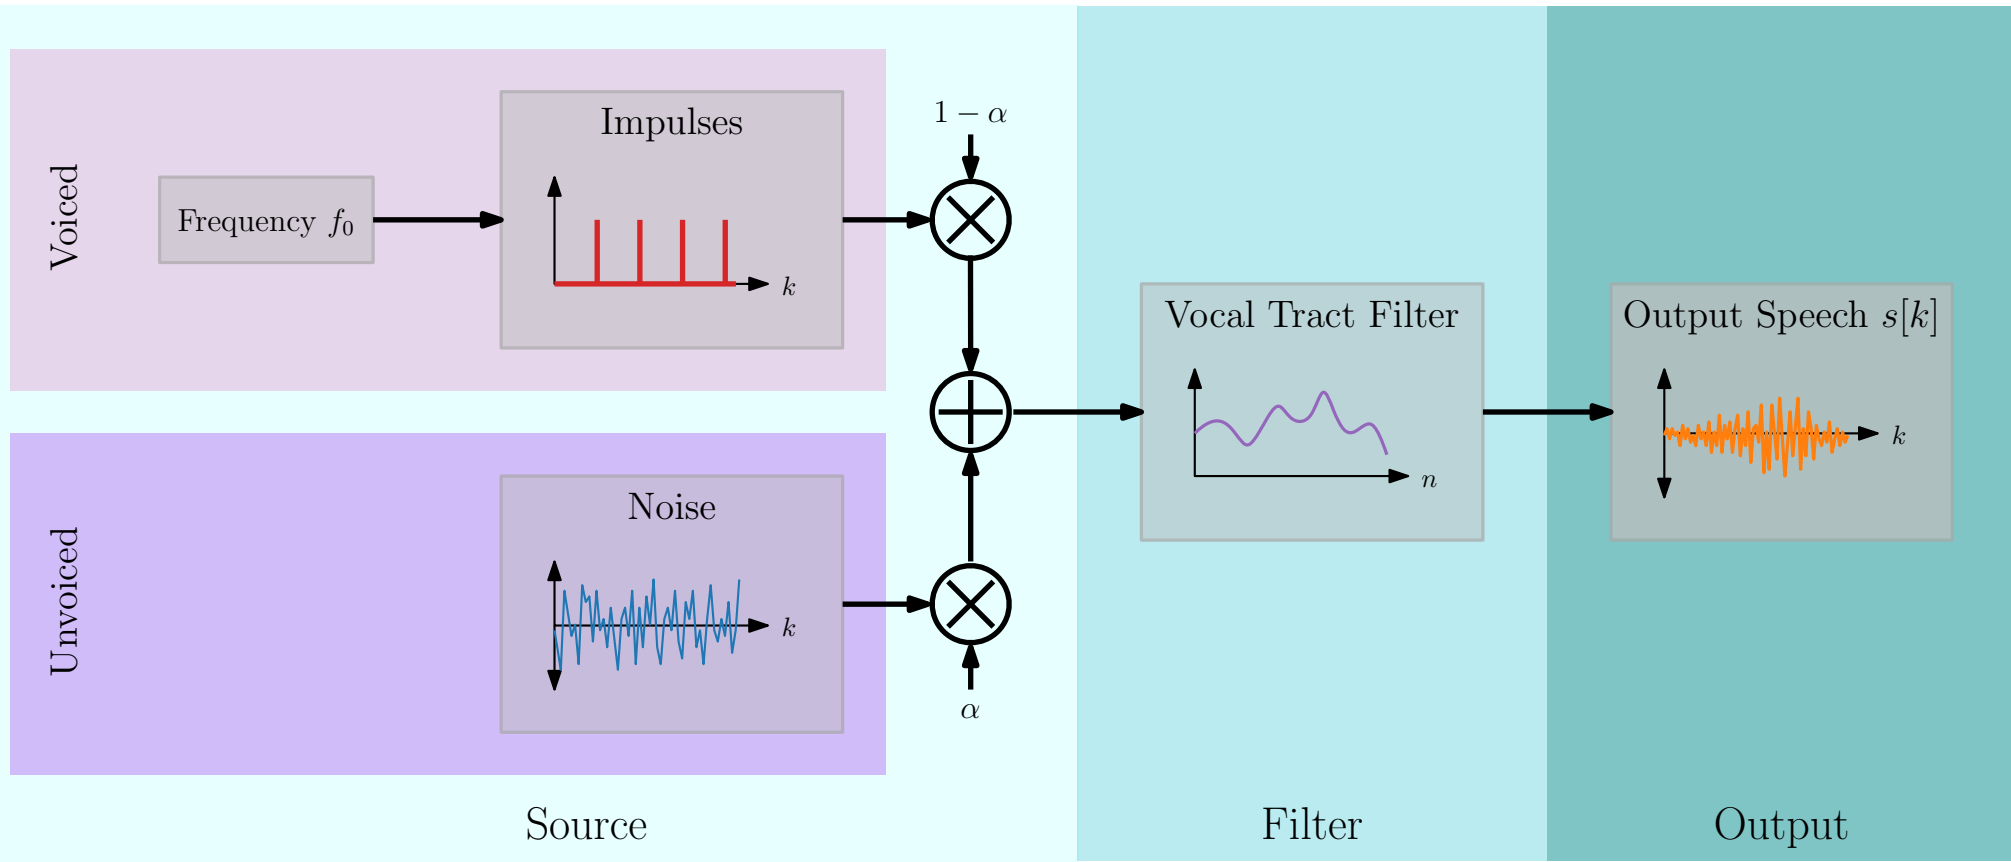 Voiced
Frequency f₀
Impulses
k
1 − α
Unvoiced
Noise
k
α
Vocal Tract Filter
n
Output Speech s[k]
k
Source
Filter
Output